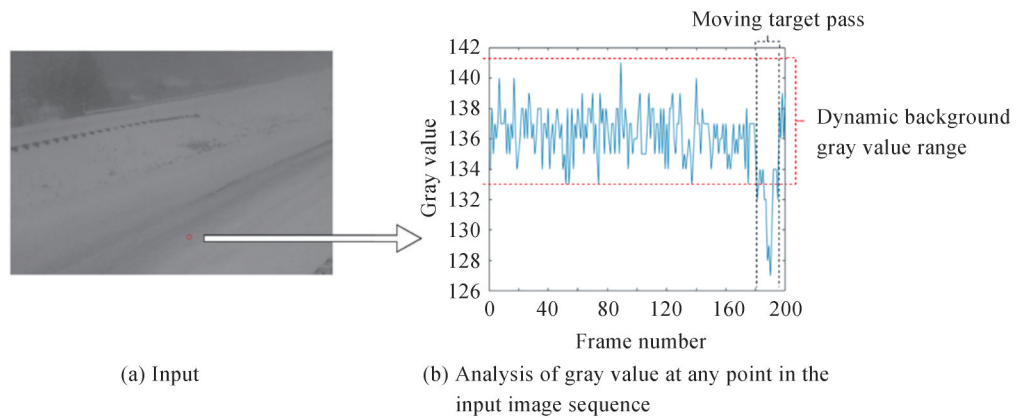 Moving target pass
142
140
138
136
134
132
130
128
126
Gray value
0 40 80 120 160 200
Frame number
Dynamic background
gray value range
(a) Input
(b) Analysis of gray value at any point in the
input image sequence